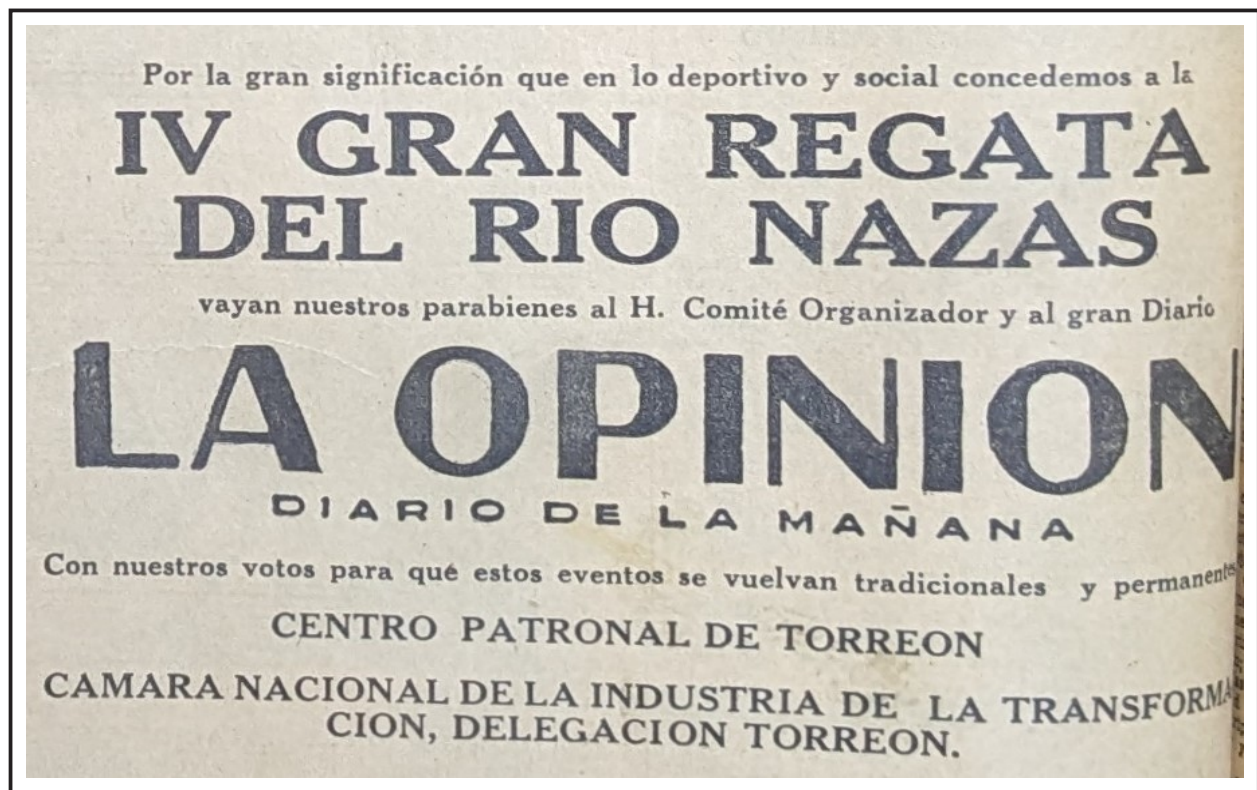 Por la gran significación que en lo deportivo y social concedemos a la
IV GRAN REGATA
DEL RIO NAZAS
vayan nuestros parabienes al H. Comité Organizador y al gran Diario
LA OPINION
DIARIO DE LA MAÑANA
Con nuestros votos para qué estos eventos se vuelvan tradicionales y permanentes
CENTRO PATRONAL DE TORREON
CAMARA NACIONAL DE LA INDUSTRIA DE LA TRANSFORMA
CION, DELEGACION TORREON.